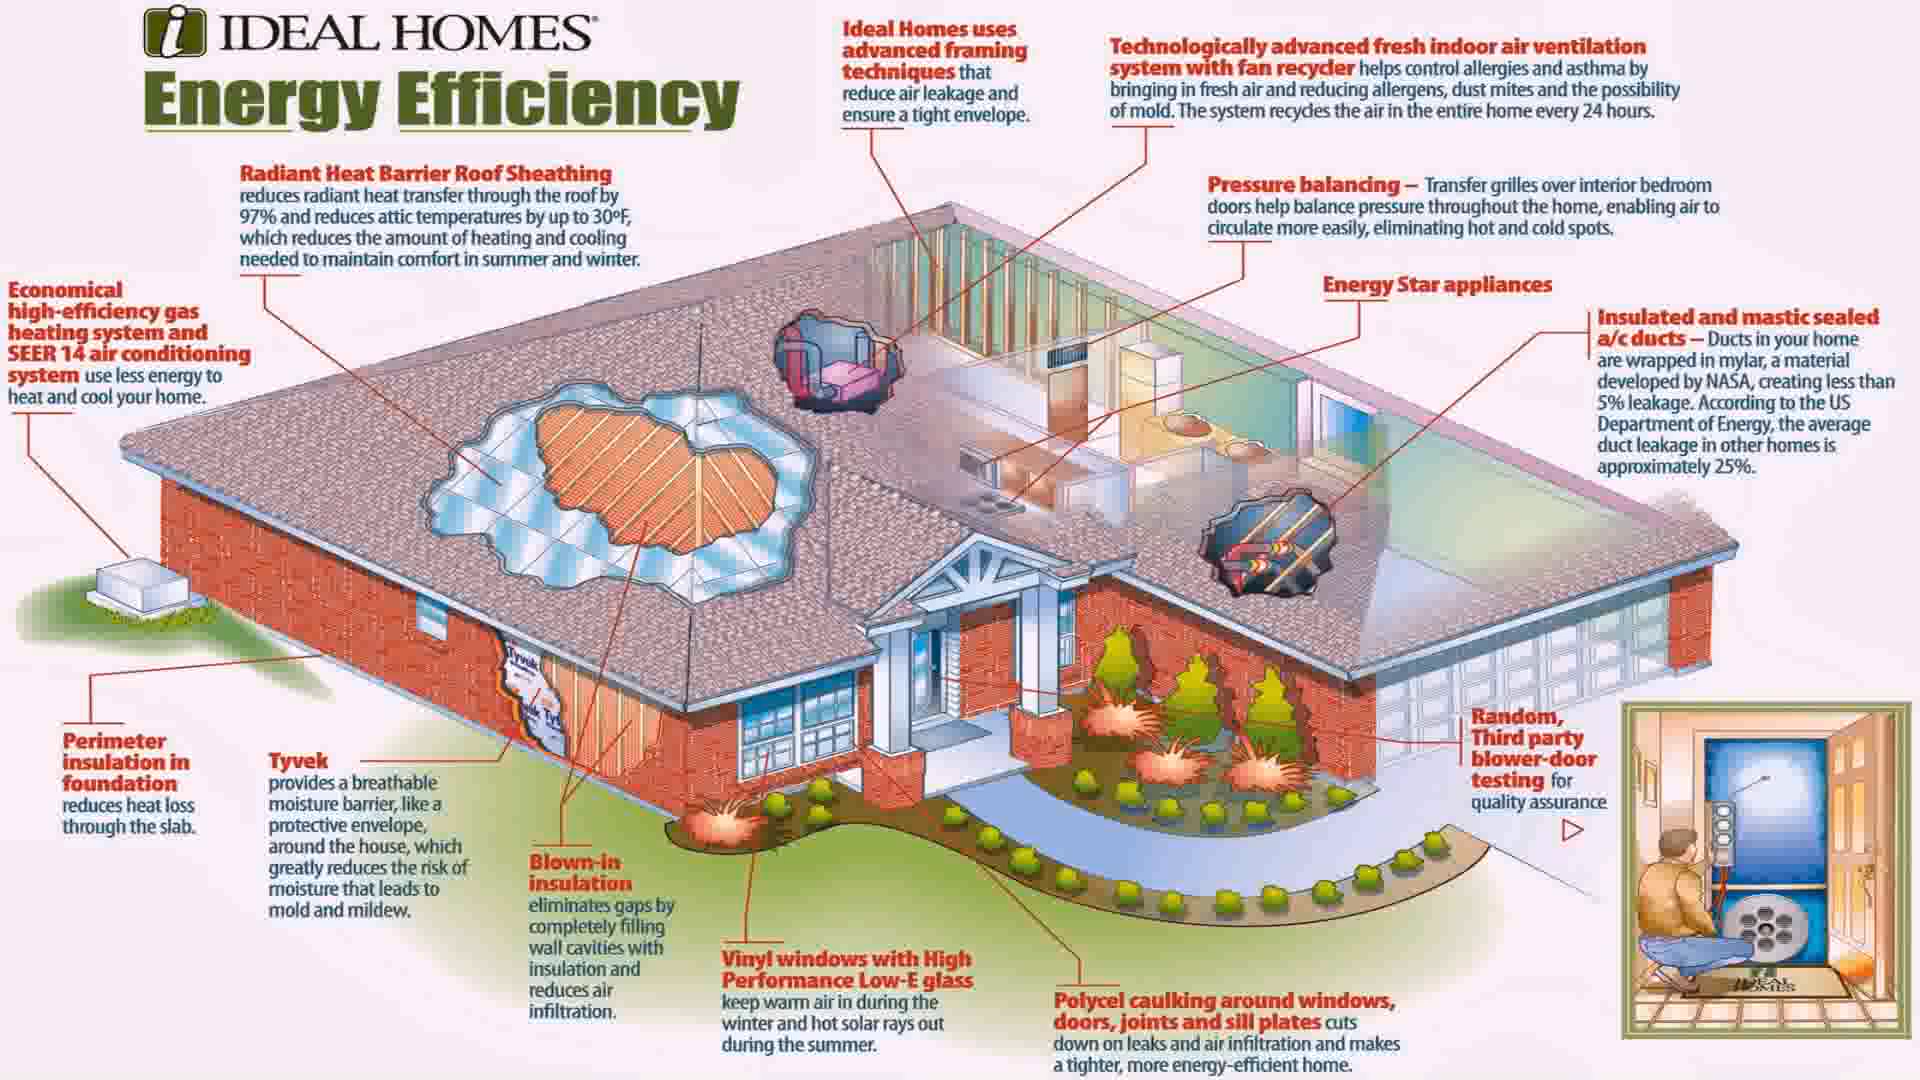 i IDEAL HOMES®
Energy Efficiency
Ideal Homes uses
advanced framing
techniques that
reduce air leakage and
ensure a tight envelope.
Technologically advanced fresh indoor air ventilation
system with fan recycler helps control allergies and asthma by
bringing in fresh air and reducing allergens, dust mites and the possibility
of mold. The system recycles the air in the entire home every 24 hours.
Radiant Heat Barrier Roof Sheathing
reduces radiant heat transfer through the roof by
97% and reduces attic temperatures by up to 30ºF,
which reduces the amount of heating and cooling
needed to maintain comfort in summer and winter.
Pressure balancing – Transfer grilles over interior bedroom
doors help balance pressure throughout the home, enabling air to
circulate more easily, eliminating hot and cold spots.
Energy Star appliances
Economical
high-efficiency gas
heating system and
SEER 14 air conditioning
system use less energy to
heat and cool your home.
Insulated and mastic sealed
a/c ducts – Ducts in your home
are wrapped in mylar, a material
developed by NASA, creating less than
5% leakage. According to the US
Department of Energy, the average
duct leakage in other homes is
approximately 25%.
Tyvek
Perimeter
insulation in
foundation
reduces heat loss
through the slab.
Tyvek
provides a breathable
moisture barrier, like a
protective envelope,
around the house, which
greatly reduces the risk of
moisture that leads to
mold and mildew.
Blown-in
insulation
eliminates gaps by
completely filling
wall cavities with
insulation and
reduces air
infiltration.
Vinyl windows with High
Performance Low-E glass
keep warm air in during the
winter and hot solar rays out
during the summer.
Polycel caulking around windows,
doors, joints and sill plates cuts
down on leaks and air infiltration and makes
a tighter, more energy-efficient home.
Random,
Third party
blower-door
testing for
quality assurance
IDEAL
HOMES